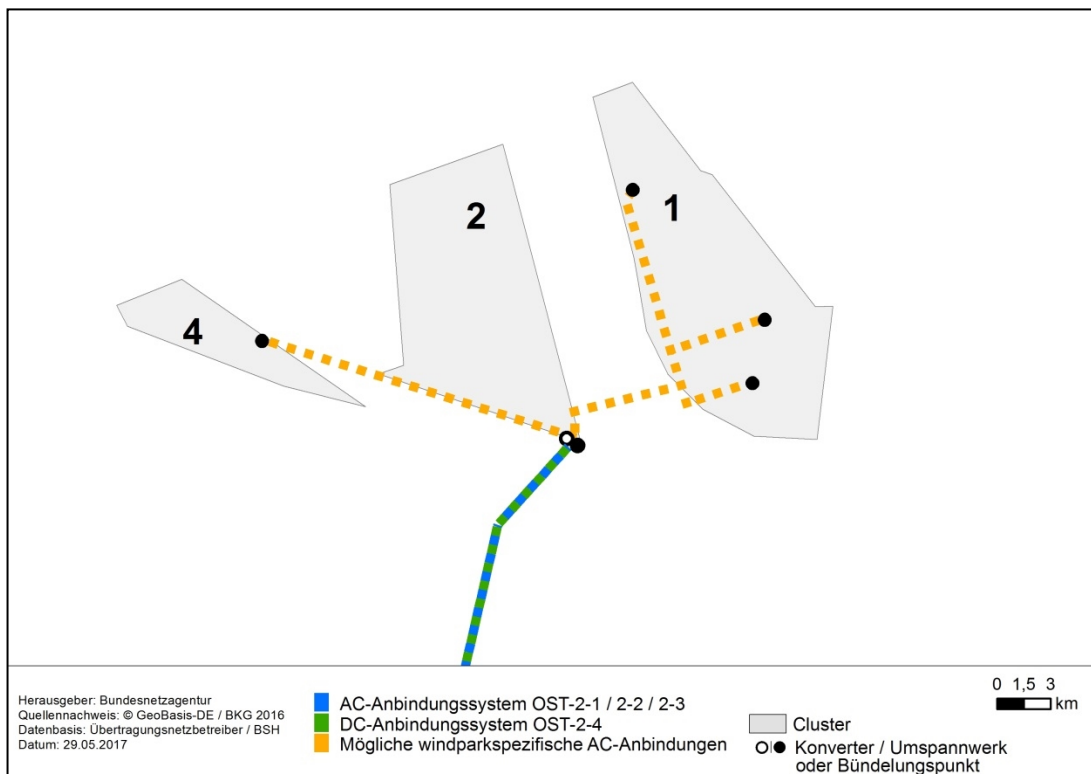 1
2
4
Herausgeber: Bundesnetzagentur
Quellennachweis: © GeoBasis-DE / BKG 2016
Datenbasis: Übertragungsnetzbetreiber / BSH
Datum: 29.05.2017
AC-Anbindungssystem OST-2-1 / 2-2 / 2-3
DC-Anbindungssystem OST-2-4
Mögliche windparkspezifische AC-Anbindungen
0 1,5 3
km
Cluster
Konverter / Umspannwerk
oder Bündelungspunkt